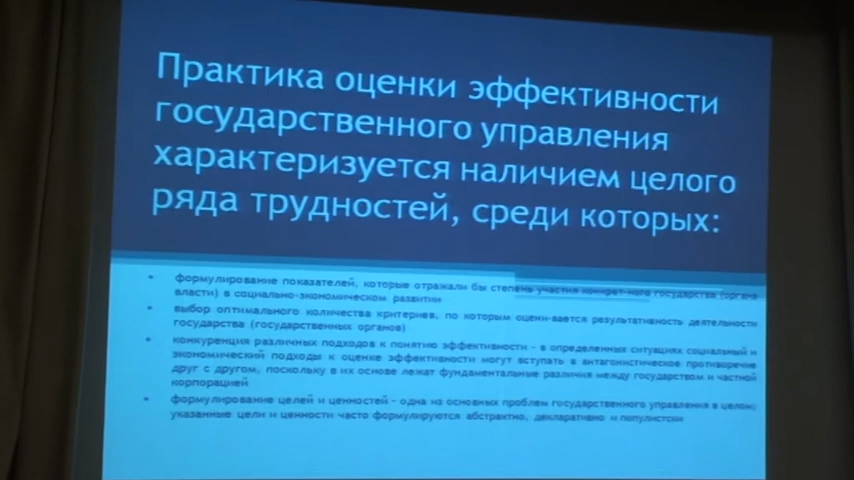 Практика оценки эффективности
государственного управления
характеризуется наличием целого
ряда трудностей, среди которых:
• формулирование показателей, которые отражали бы степень участия конкрет-ного государства (органа
власти) в социально-экономическом развитии
• выбор оптимального количества критериев, по которым оцени-вается результативность деятельности
государства (государственных органов)
• конкуренция различных подходов к понятию эффективности - в определенных ситуациях социальный и
экономический подходы к оценке эффективности могут вступать в антагонистическое противоречие
друг с другом, поскольку в их основе лежат фундаментальные различия между государством и частной
корпорацией
• формулирование целей и ценностей - одна из основных проблем государственного управления в целом;
указанные цели и ценности часто формулируются абстрактно, декларативно и популистски